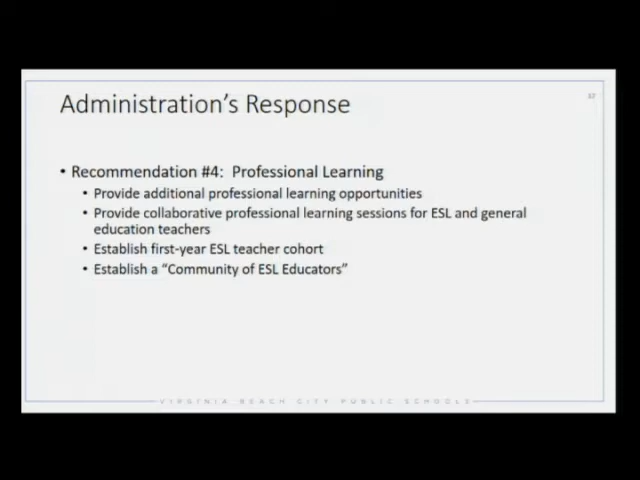 37
Administration's Response
• Recommendation #4: Professional Learning
• Provide additional professional learning opportunities
• Provide collaborative professional learning sessions for ESL and general
education teachers
• Establish first-year ESL teacher cohort
• Establish a “Community of ESL Educators”
VIRGINIA BEACH CITY PUBLIC SCHOOLS